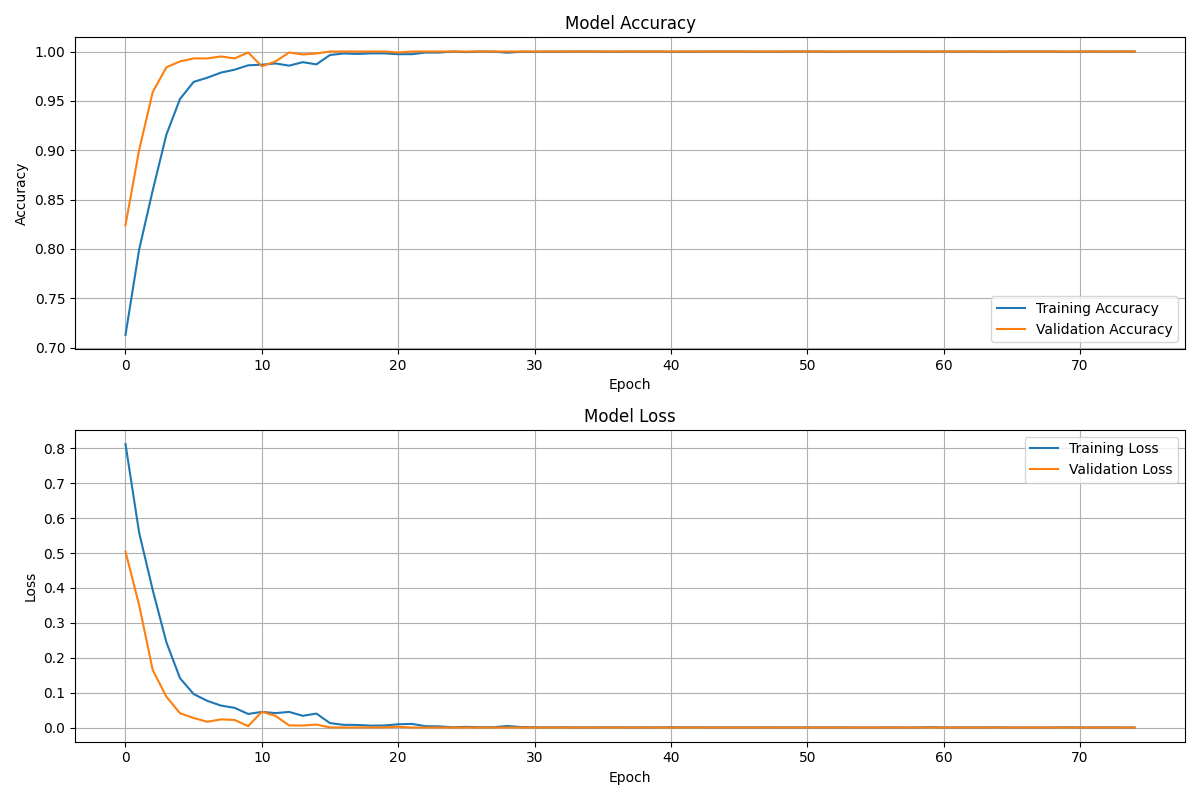 Model Accuracy
1.00
0.95
0.90
0.85
0.80
0.75
0.70
Accuracy
Training Accuracy
Validation Accuracy
0 10 20 30 40 50 60 70
Epoch
Model Loss
0.8
0.7
0.6
0.5
0.4
0.3
0.2
0.1
0.0
Loss
Training Loss
Validation Loss
0 10 20 30 40 50 60 70
Epoch